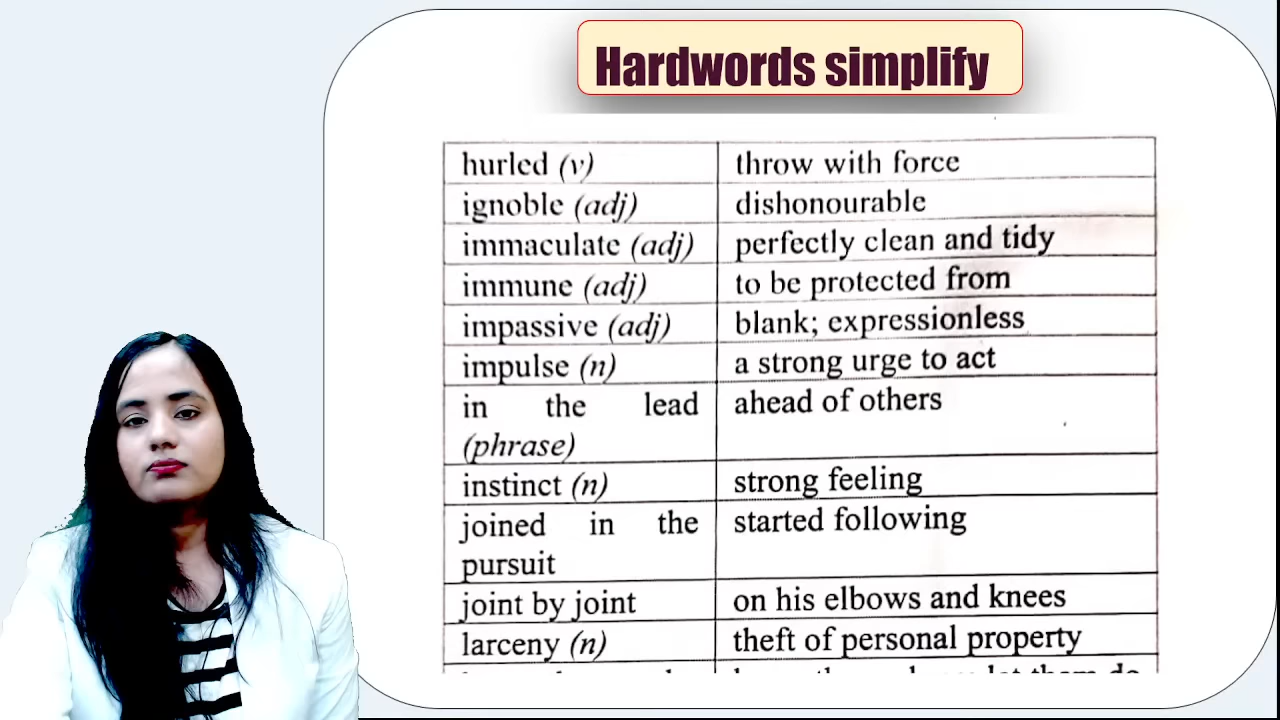 Hardwords simplify
hurled (v) throw with force
ignoble (adj) dishonourable
immaculate (adj) perfectly clean and tidy
immune (adj) to be protected from
impassive (adj) blank; expressionless
impulse (n) a strong urge to act
in the lead ahead of others
(phrase)
instinct (n) strong feeling
joined in the started following
pursuit
joint by joint on his elbows and knees
larceny (n) theft of personal property